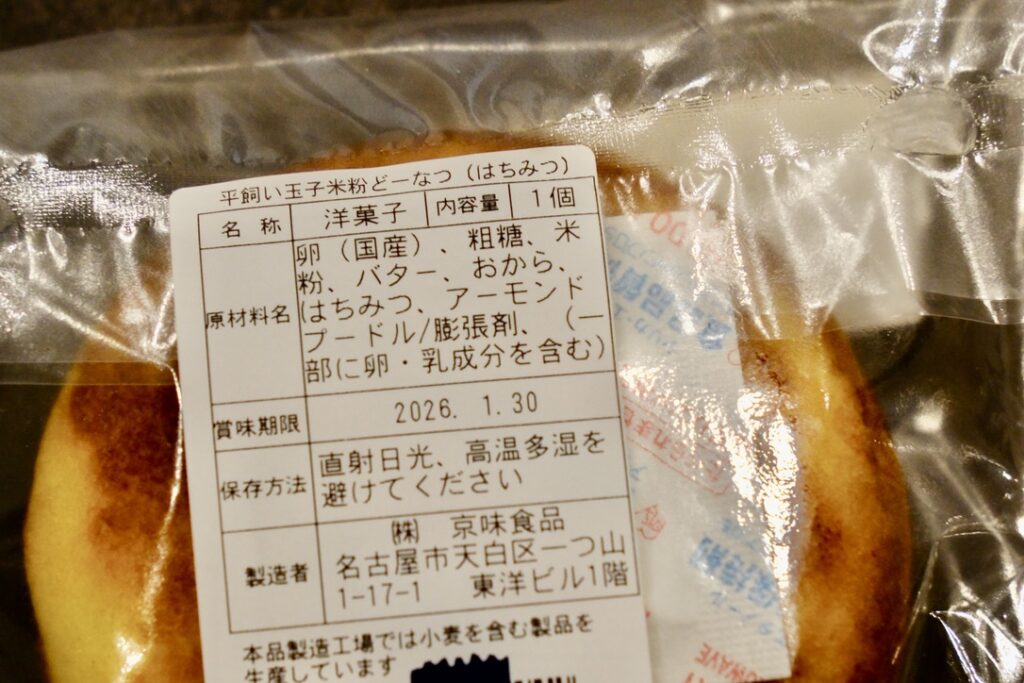 平飼い玉子米粉どーなつ（はちみつ）
名 称 洋菓子 内容量 1個
原材料名 卵（国産）、粗糖、米
粉、バター、おから、
はちみつ、アーモンド
プードル/膨張剤、（一
部に卵・乳成分を含む）
賞味期限 2026. 1.30
保存方法 直射日光、高温多湿を
避けてください
製造者 ㈱ 京味食品
名古屋市天白区一つ山
1-17-1 東洋ビル1階
本品製造工場では小麦を含む製品を
生産しています